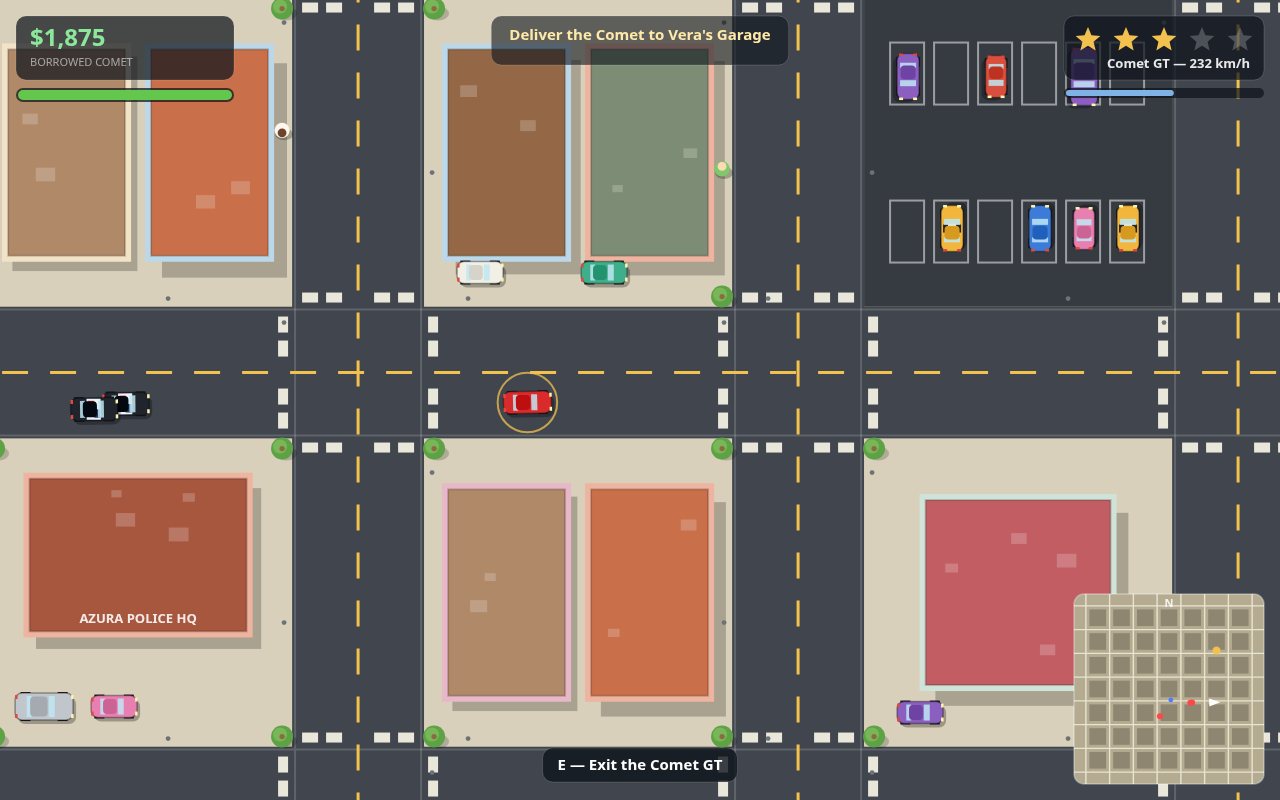 $1,875
BORROWED COMET
Deliver the Comet to Vera's Garage
Comet GT — 232 km/h
AZURA POLICE HQ
N
E — Exit the Comet GT